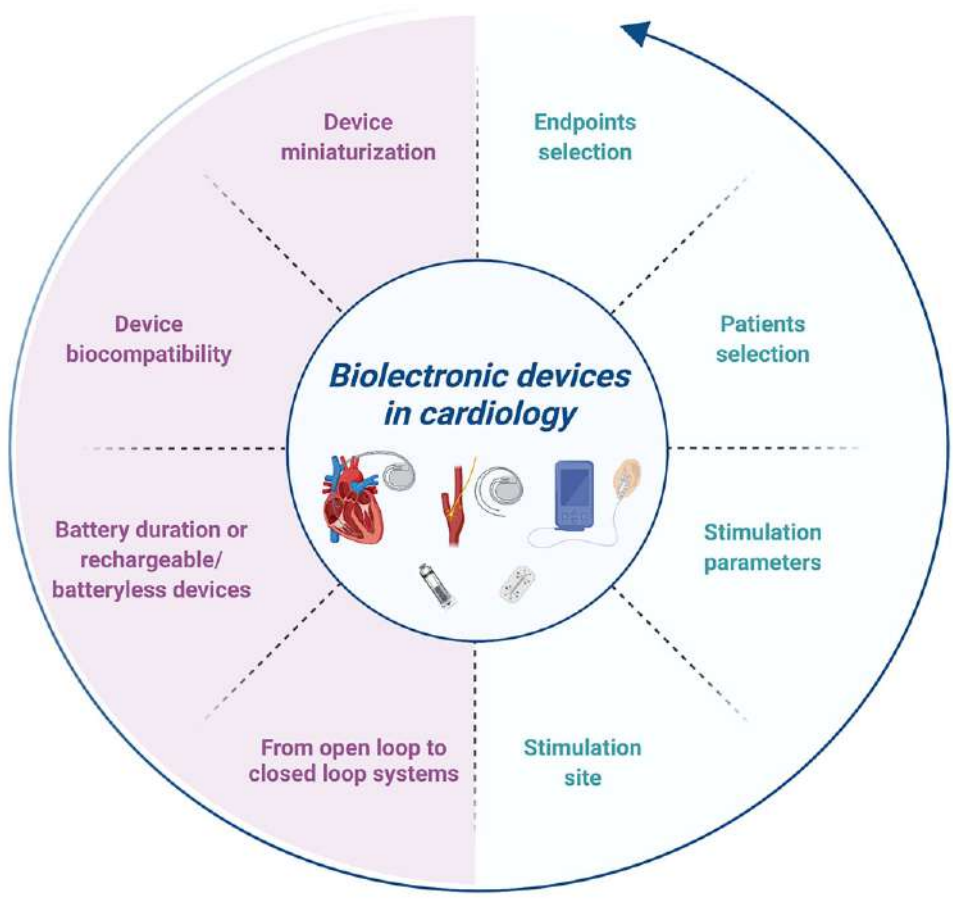 Device
miniaturization
Endpoints
selection
Device
biocompatibility
Patients
selection
Biolectronic devices
in cardiology
Battery duration or
rechargeable/
batteryless devices
Stimulation
parameters
From open loop to
closed loop systems
Stimulation
site